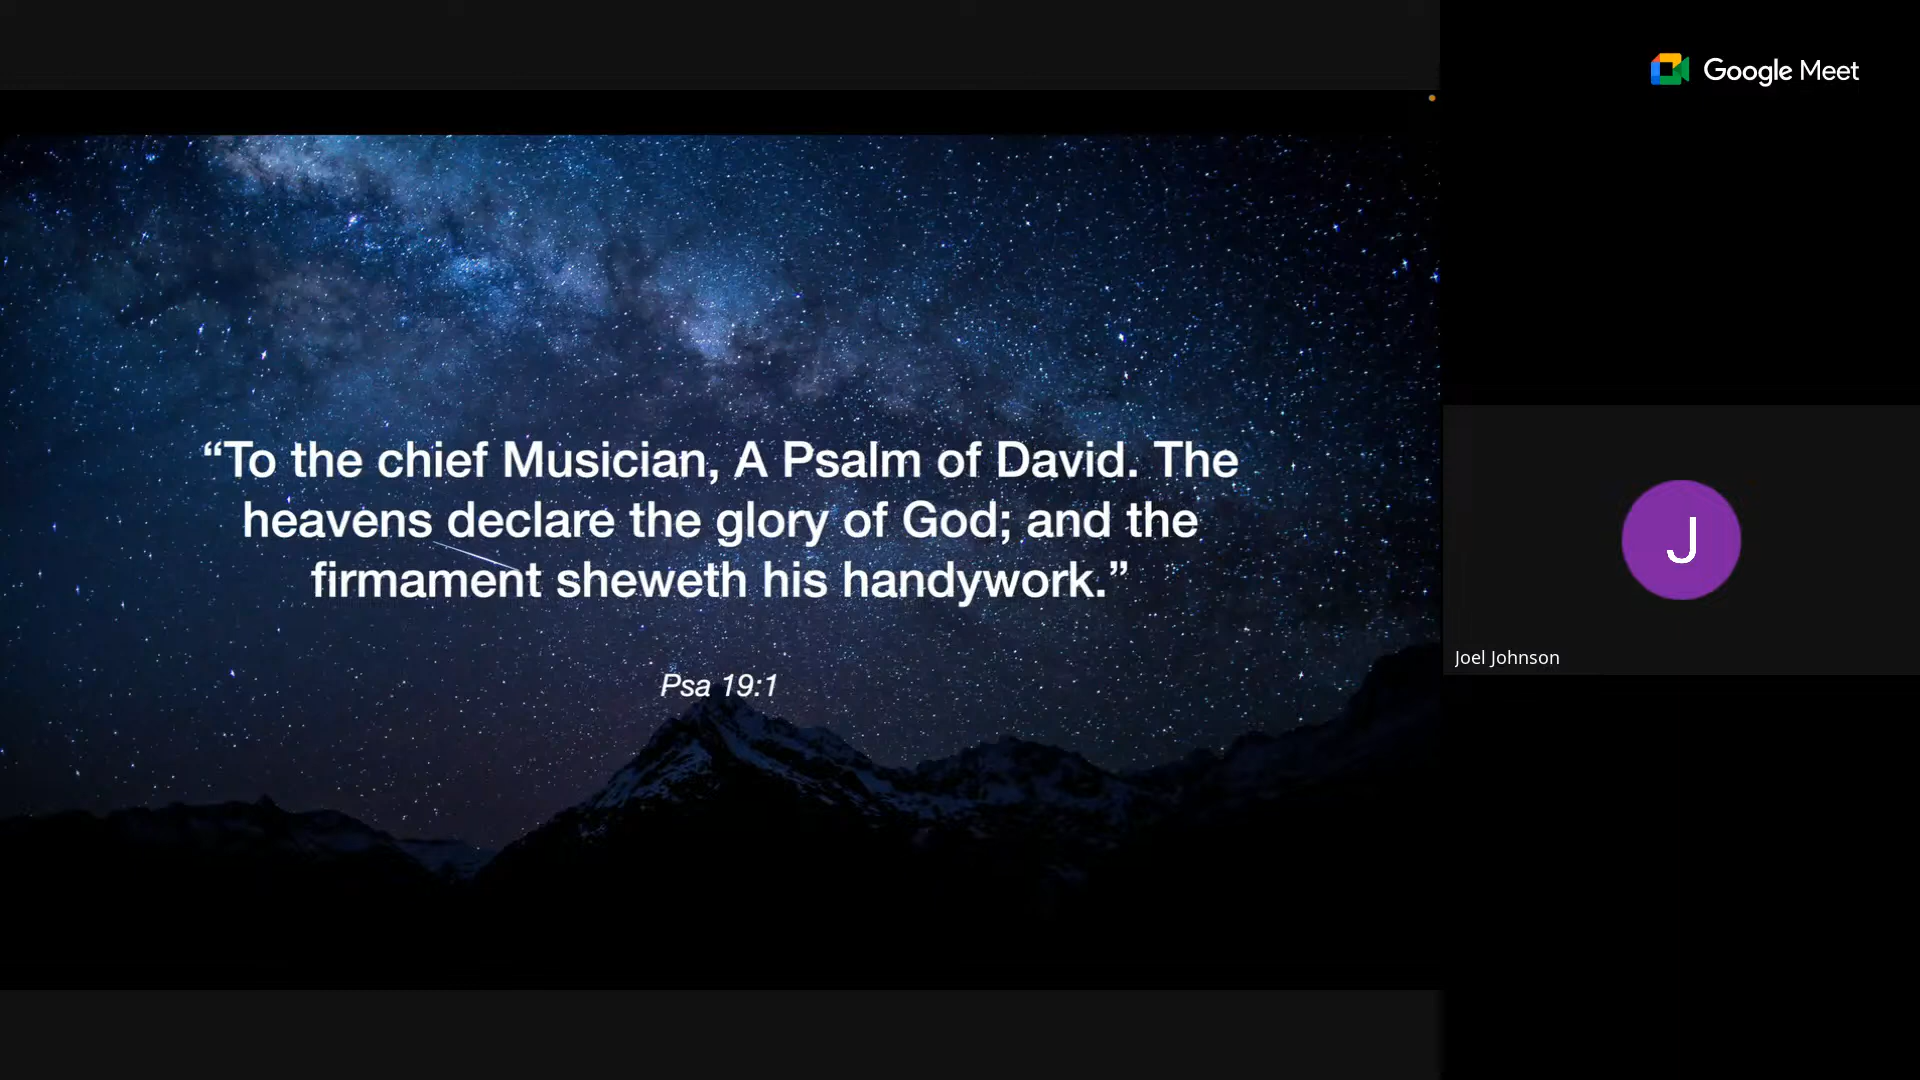 Google Meet
“To the chief Musician, A Psalm of David. The
heavens declare the glory of God; and the
firmament sheweth his handywork.”
Psa 19:1
J
Joel Johnson